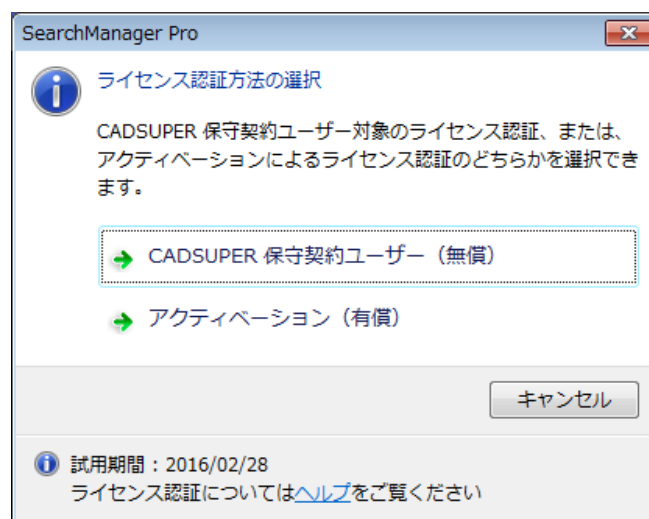 SearchManager Pro
ライセンス認証方法の選択
CADSUPER 保守契約ユーザー対象のライセンス認証、または、
アクティベーションによるライセンス認証のどちらかを選択でき
ます。
CADSUPER 保守契約ユーザー（無償）
アクティベーション（有償）
キャンセル
試用期間：2016/02/28
ライセンス認証についてはヘルプをご覧ください